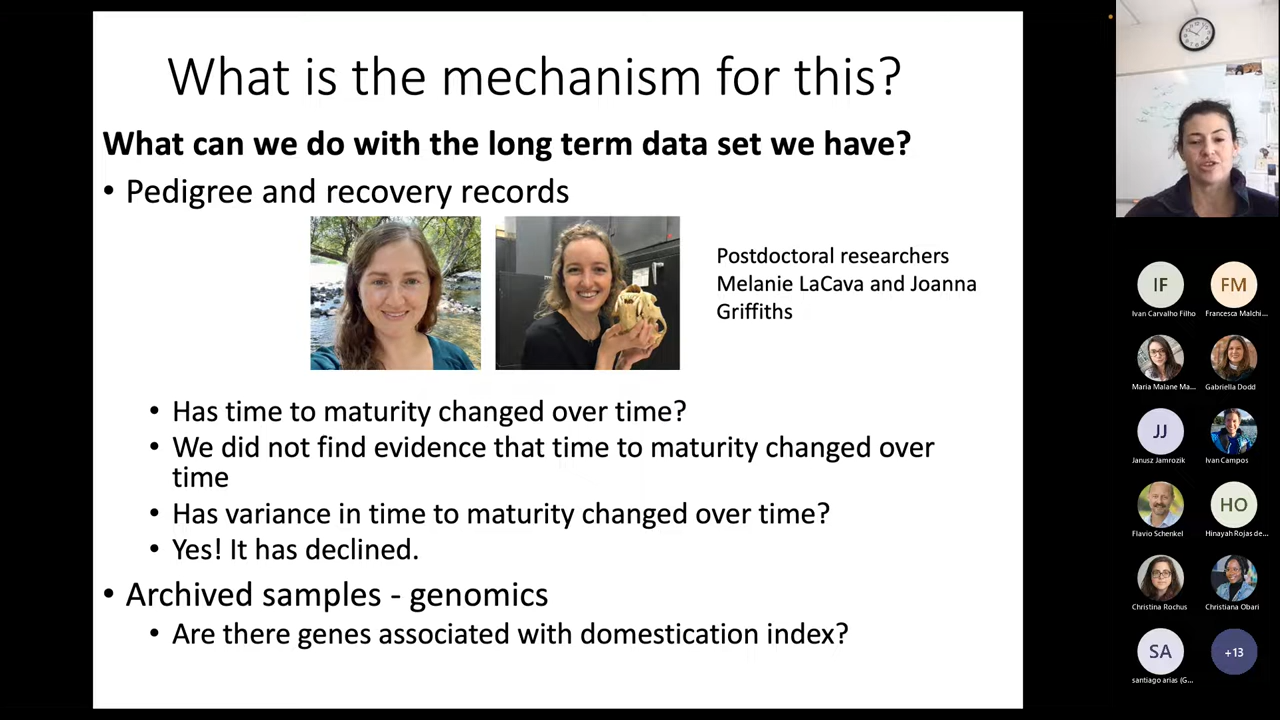 What is the mechanism for this?
What can we do with the long term data set we have?
• Pedigree and recovery records
Postdoctoral researchers
Melanie LaCava and Joanna
Griffiths
• Has time to maturity changed over time?
• We did not find evidence that time to maturity changed over
time
• Has variance in time to maturity changed over time?
• Yes! It has declined.
• Archived samples - genomics
• Are there genes associated with domestication index?
IF
Ivan Carvalho Filho
FM
Francesca Malchi...
Maria Malane Ma...
Gabriella Dodd
JJ
Janusz Jamrozik
Ivan Campos
Flavio Schenkel
HO
Hinayah Rojas de...
Christina Rochus
Christiana Obari
SA
santiago arias (G...
+13